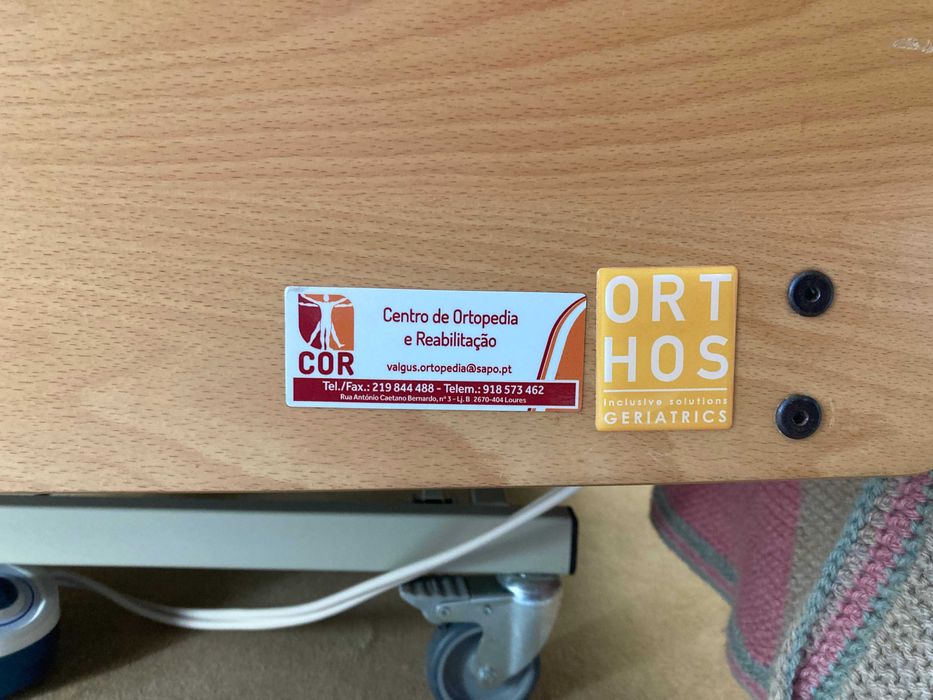 COR
Centro de Ortopedia
e Reabilitação
valgus.ortopedia@sapo.pt
Tel./Fax.: 219 844 488 - Telem.: 918 573 462
Rua António Caetano Bernardo, nº 3 - Lj. B 2670-404 Loures
ORT
HOS
inclusive solutions
GERIATRICS